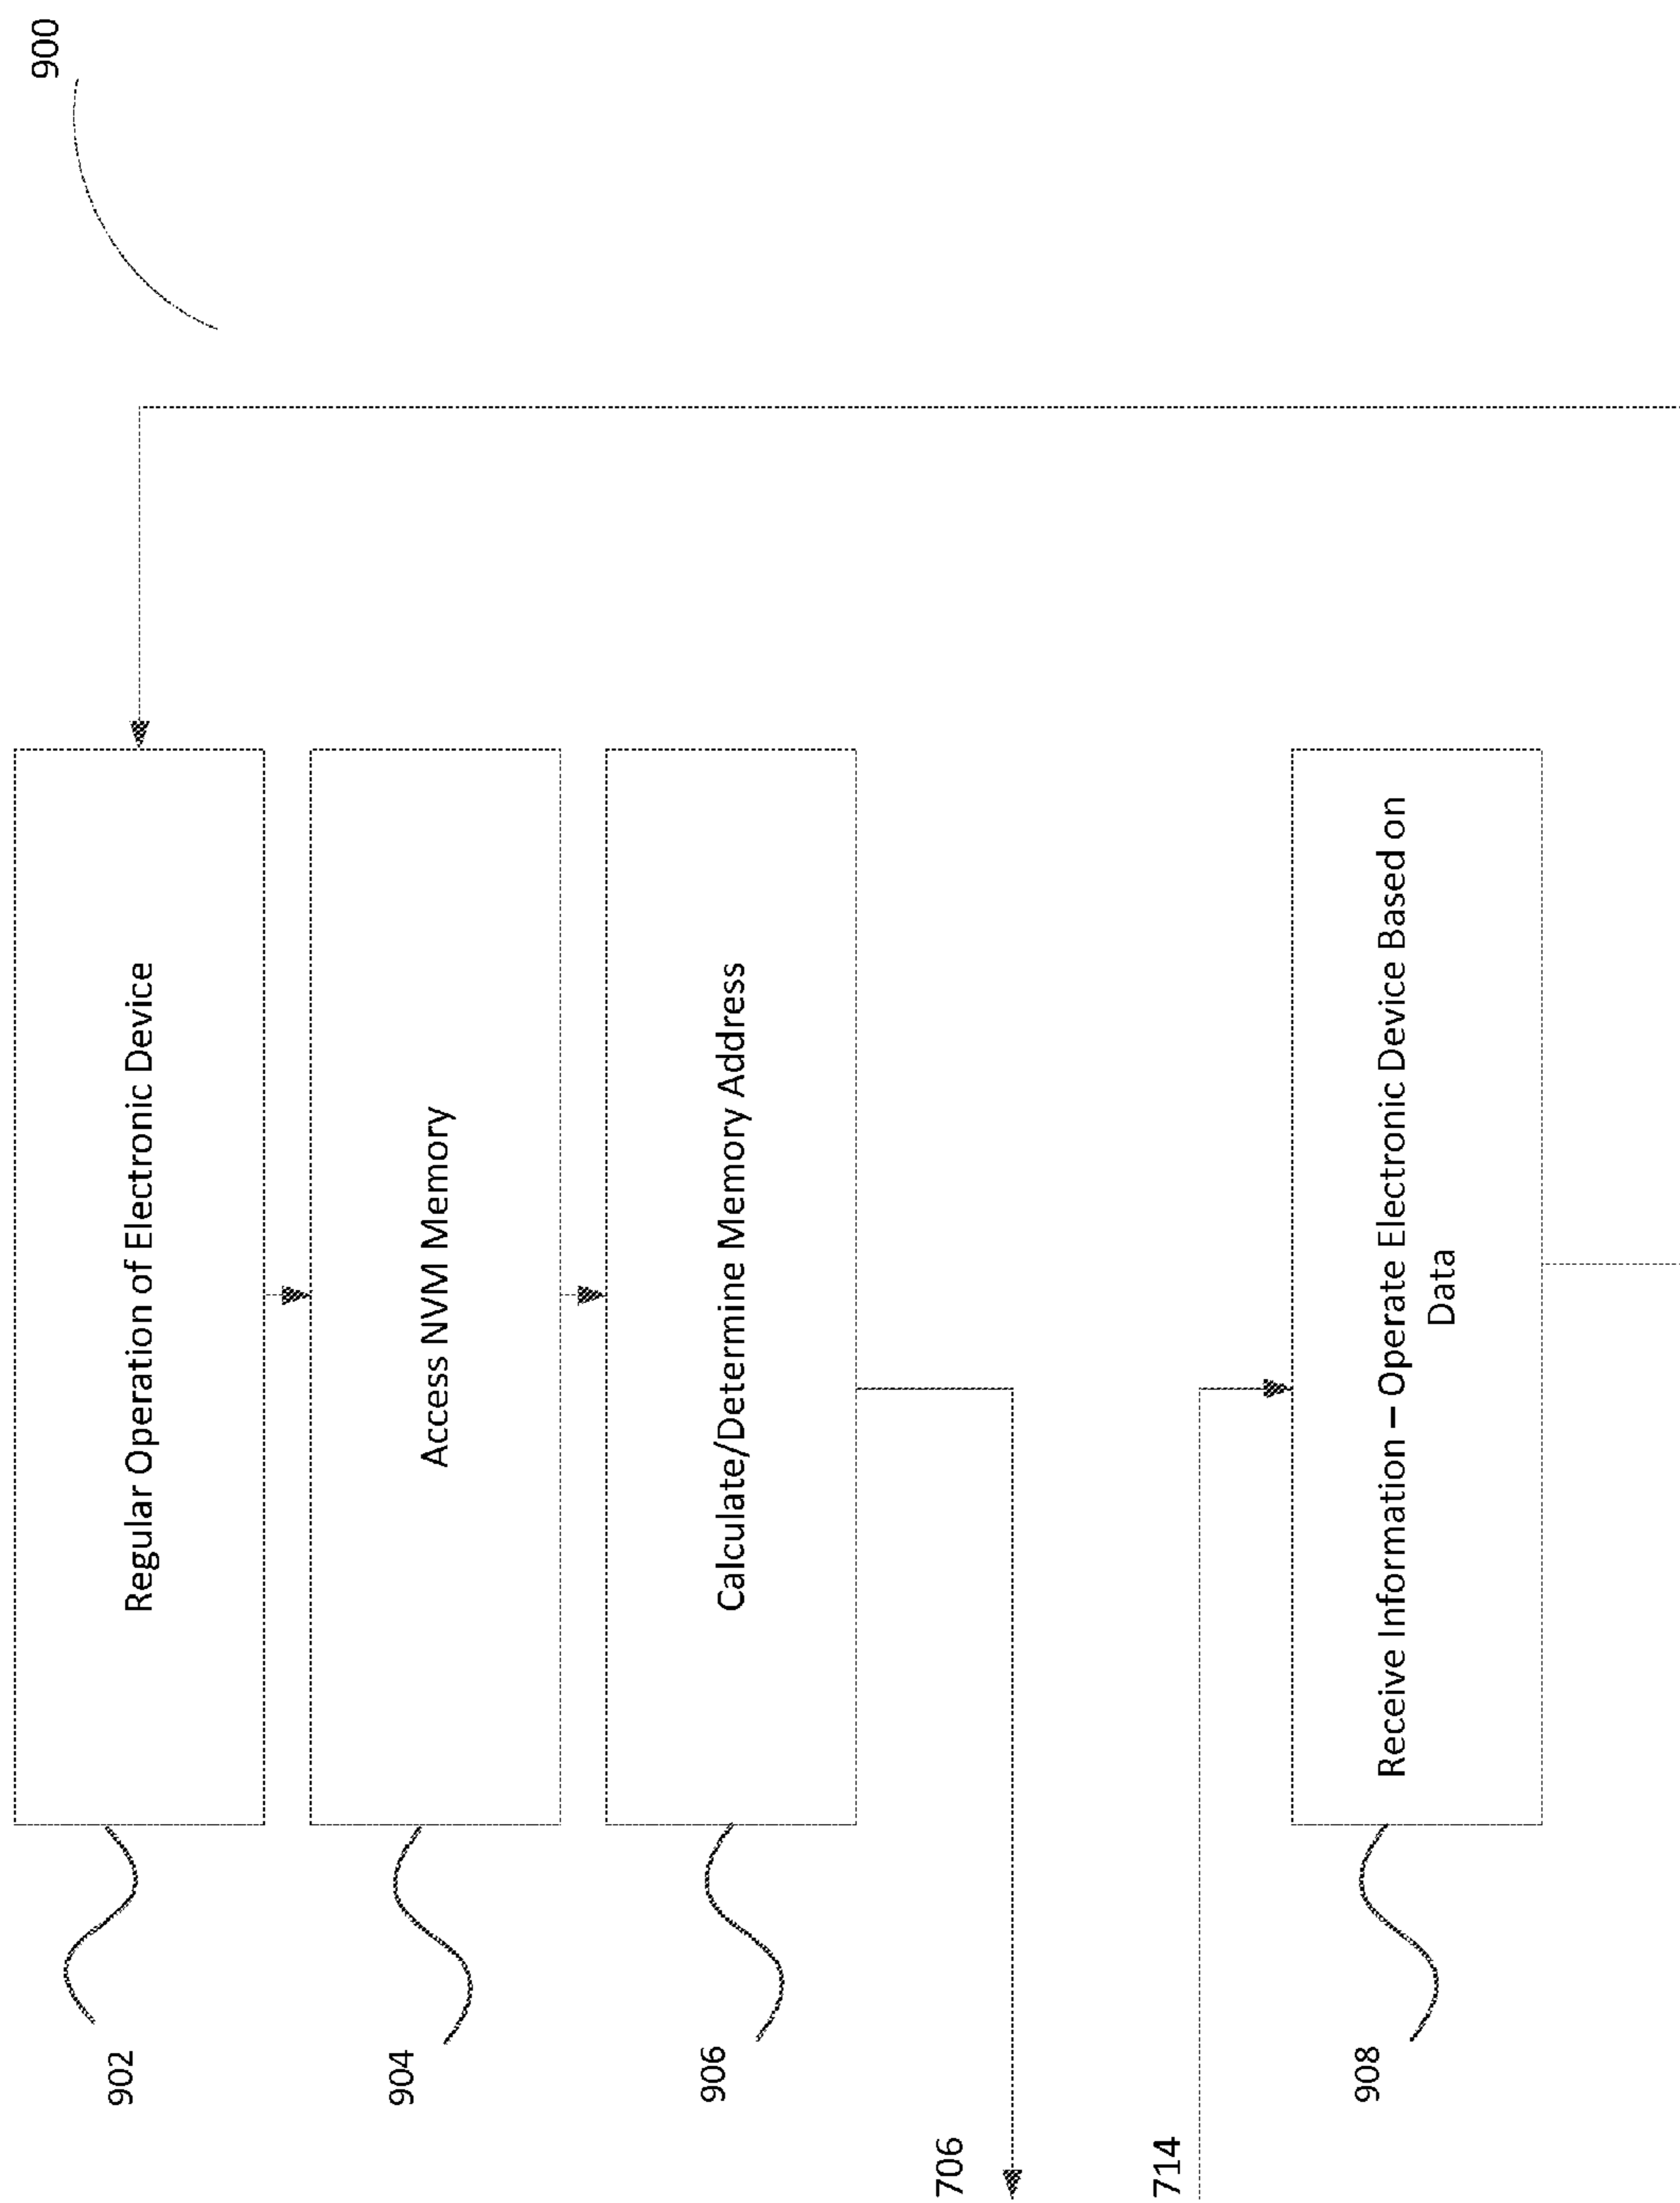 900
902
Regular Operation of Electronic Device
904
Access NVM Memory
906
Calculate/Determine Memory Address
706
714
908
Receive Information – Operate Electronic Device Based on
Data